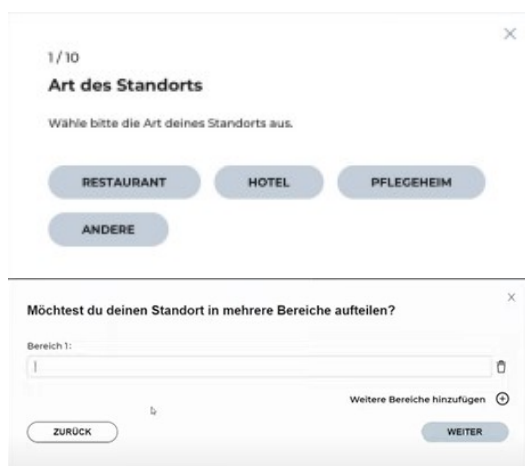 1/10
Art des Standorts
Wähle bitte die Art deines Standorts aus.
RESTAURANT HOTEL PFLEGEHEIM
ANDERE
Möchtest du deinen Standort in mehrere Bereiche aufteilen?
Bereich 1:
Weitere Bereiche hinzufügen
ZURÜCK WEITER